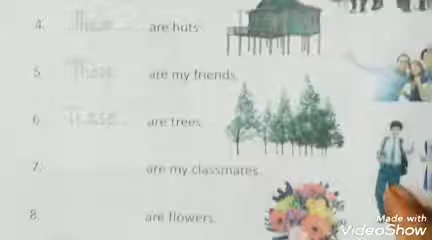 4. These are huts.
5. Those are my friends.
6. These are trees.
7. are my classmates.
8. are flowers.
Made with
VideoShow